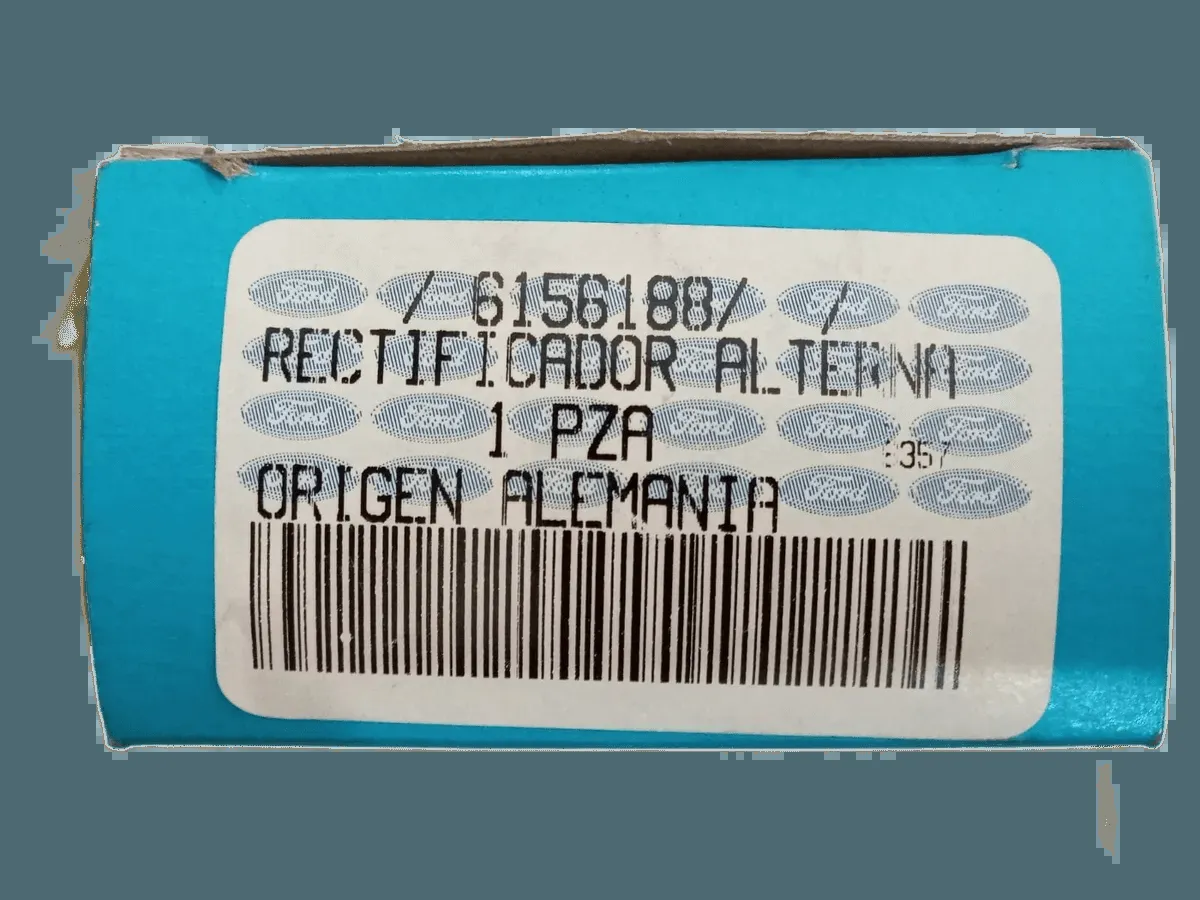 / 6156188/ /
RECTIFICADOR ALTERNA
1 PZA
ORIGEN ALEMANIA